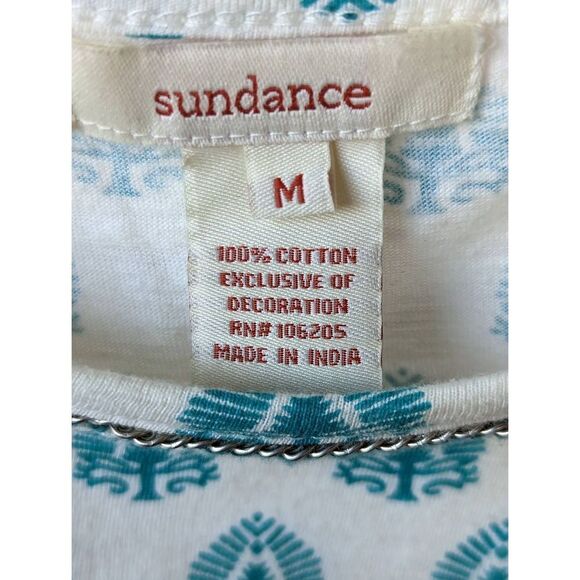 sundance
M
100% COTTON
EXCLUSIVE OF
DECORATION
RN# 106205
MADE IN INDIA